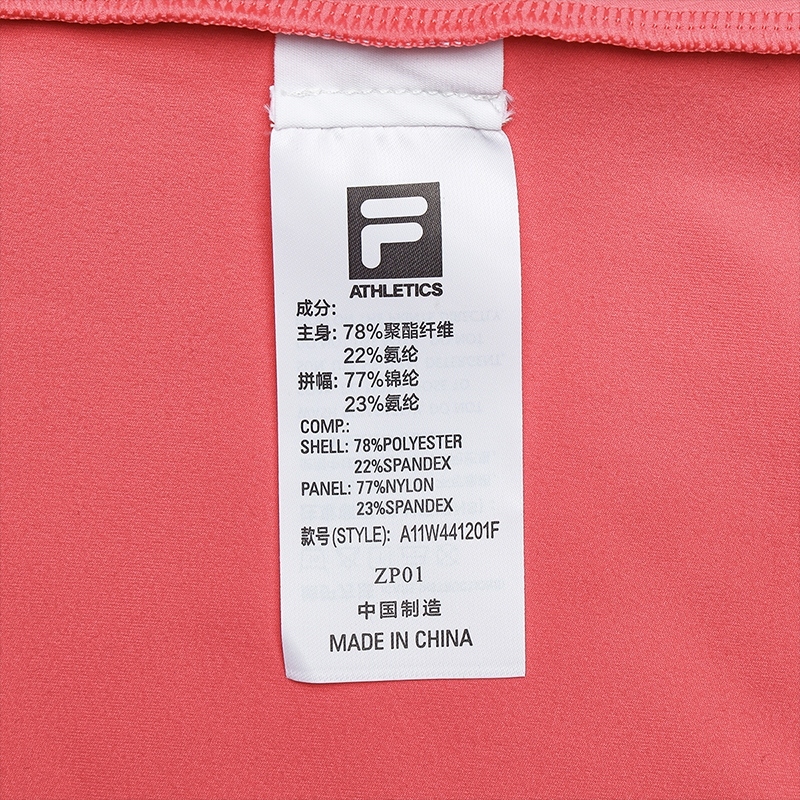 F
ATHLETICS
成分:
主身: 78%聚酯纤维
22%氨纶
拼幅: 77%锦纶
23%氨纶
COMP.:
SHELL: 78%POLYESTER
22%SPANDEX
PANEL: 77%NYLON
23%SPANDEX
款号(STYLE): A11W441201F
ZP01
中国制造
MADE IN CHINA